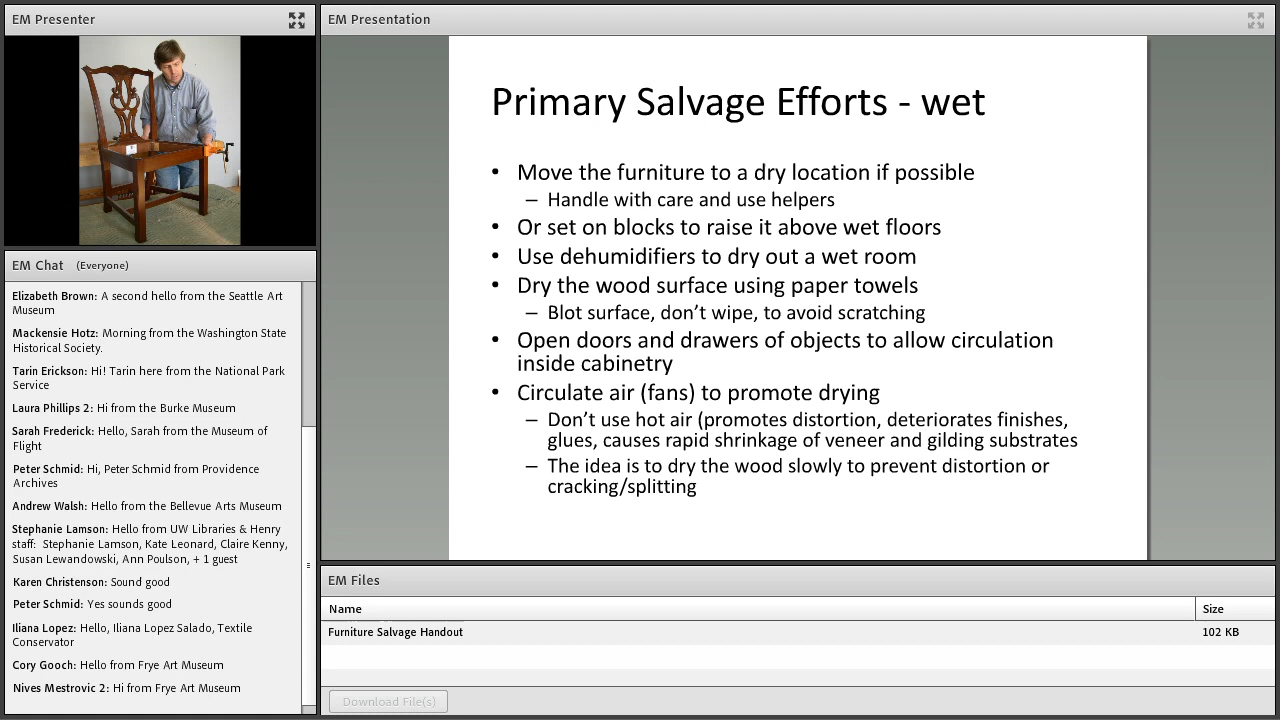 EM Presenter
EM Chat (Everyone)
Elizabeth Brown: A second hello from the Seattle Art
Museum
Mackensie Hotz: Morning from the Washington State
Historical Society.
Tarin Erickson: Hi! Tarin here from the National Park
Service
Laura Phillips 2: Hi from the Burke Museum
Sarah Frederick: Hello, Sarah from the Museum of
Flight
Peter Schmid: Hi, Peter Schmid from Providence
Archives
Andrew Walsh: Hello from the Bellevue Arts Museum
Stephanie Lamson: Hello from UW Libraries & Henry
staff: Stephanie Lamson, Kate Leonard, Claire Kenny,
Susan Lewandowski, Ann Poulson, + 1 guest
Karen Christenson: Sound good
Peter Schmid: Yes sounds good
Iliana Lopez: Hello, Iliana Lopez Salado, Textile
Conservator
Cory Gooch: Hello from Frye Art Museum
Nives Mestrovic 2: Hi from Frye Art Museum
EM Presentation
Primary Salvage Efforts - wet
• Move the furniture to a dry location if possible
– Handle with care and use helpers
• Or set on blocks to raise it above wet floors
• Use dehumidifiers to dry out a wet room
• Dry the wood surface using paper towels
– Blot surface, don’t wipe, to avoid scratching
• Open doors and drawers of objects to allow circulation
inside cabinetry
• Circulate air (fans) to promote drying
– Don’t use hot air (promotes distortion, deteriorates finishes,
glues, causes rapid shrinkage of veneer and gilding substrates
– The idea is to dry the wood slowly to prevent distortion or
cracking/splitting
EM Files
Name Size
Furniture Salvage Handout 102 KB
Download File(s)